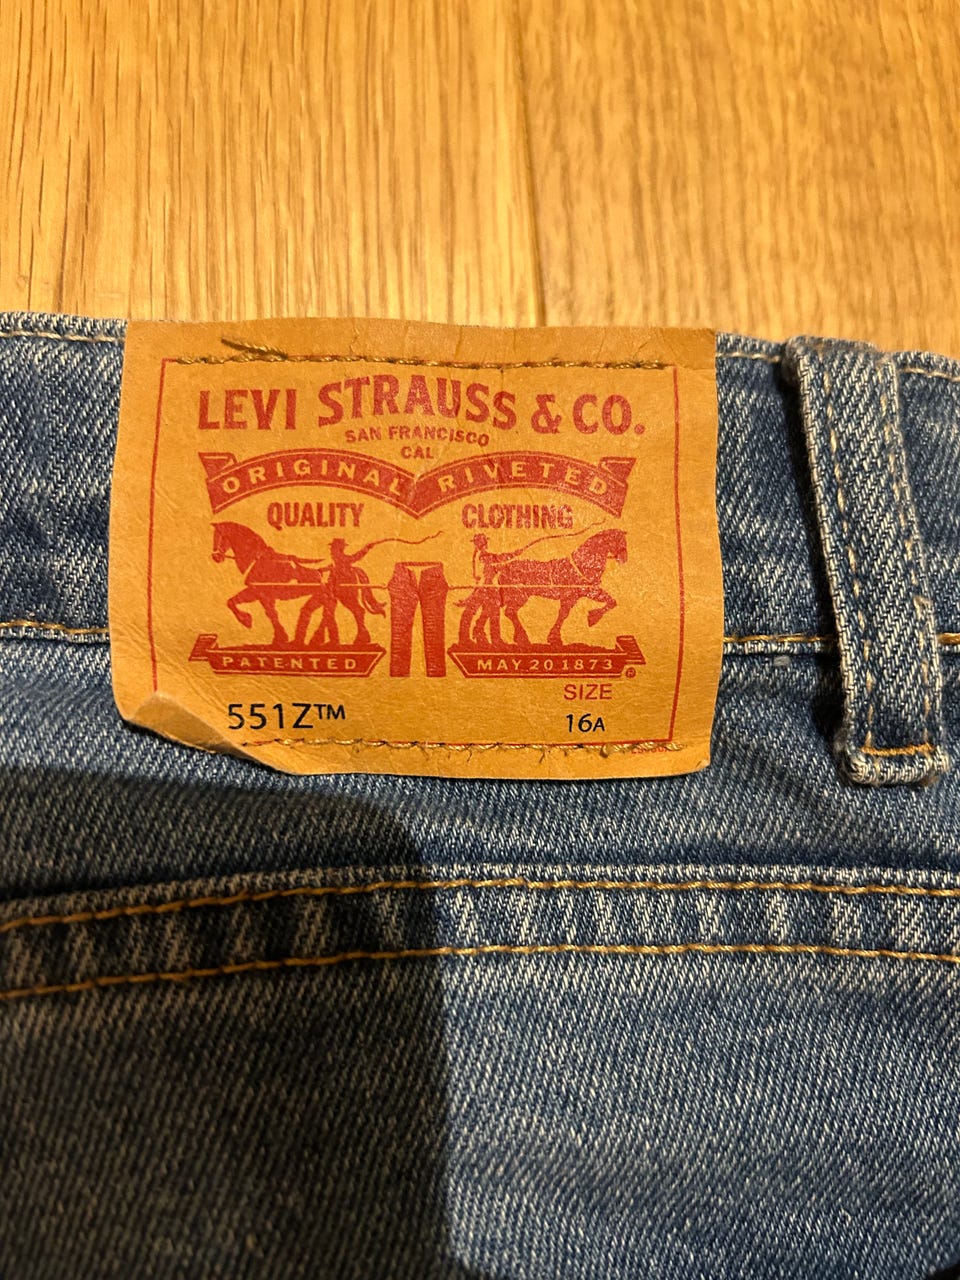 LEVI STRAUSS & CO.
SAN FRANCISCO
CAL
ORIGINAL RIVETED
QUALITY CLOTHING
PATENTED MAY 20 1873 ®
SIZE
551Z™ 16A